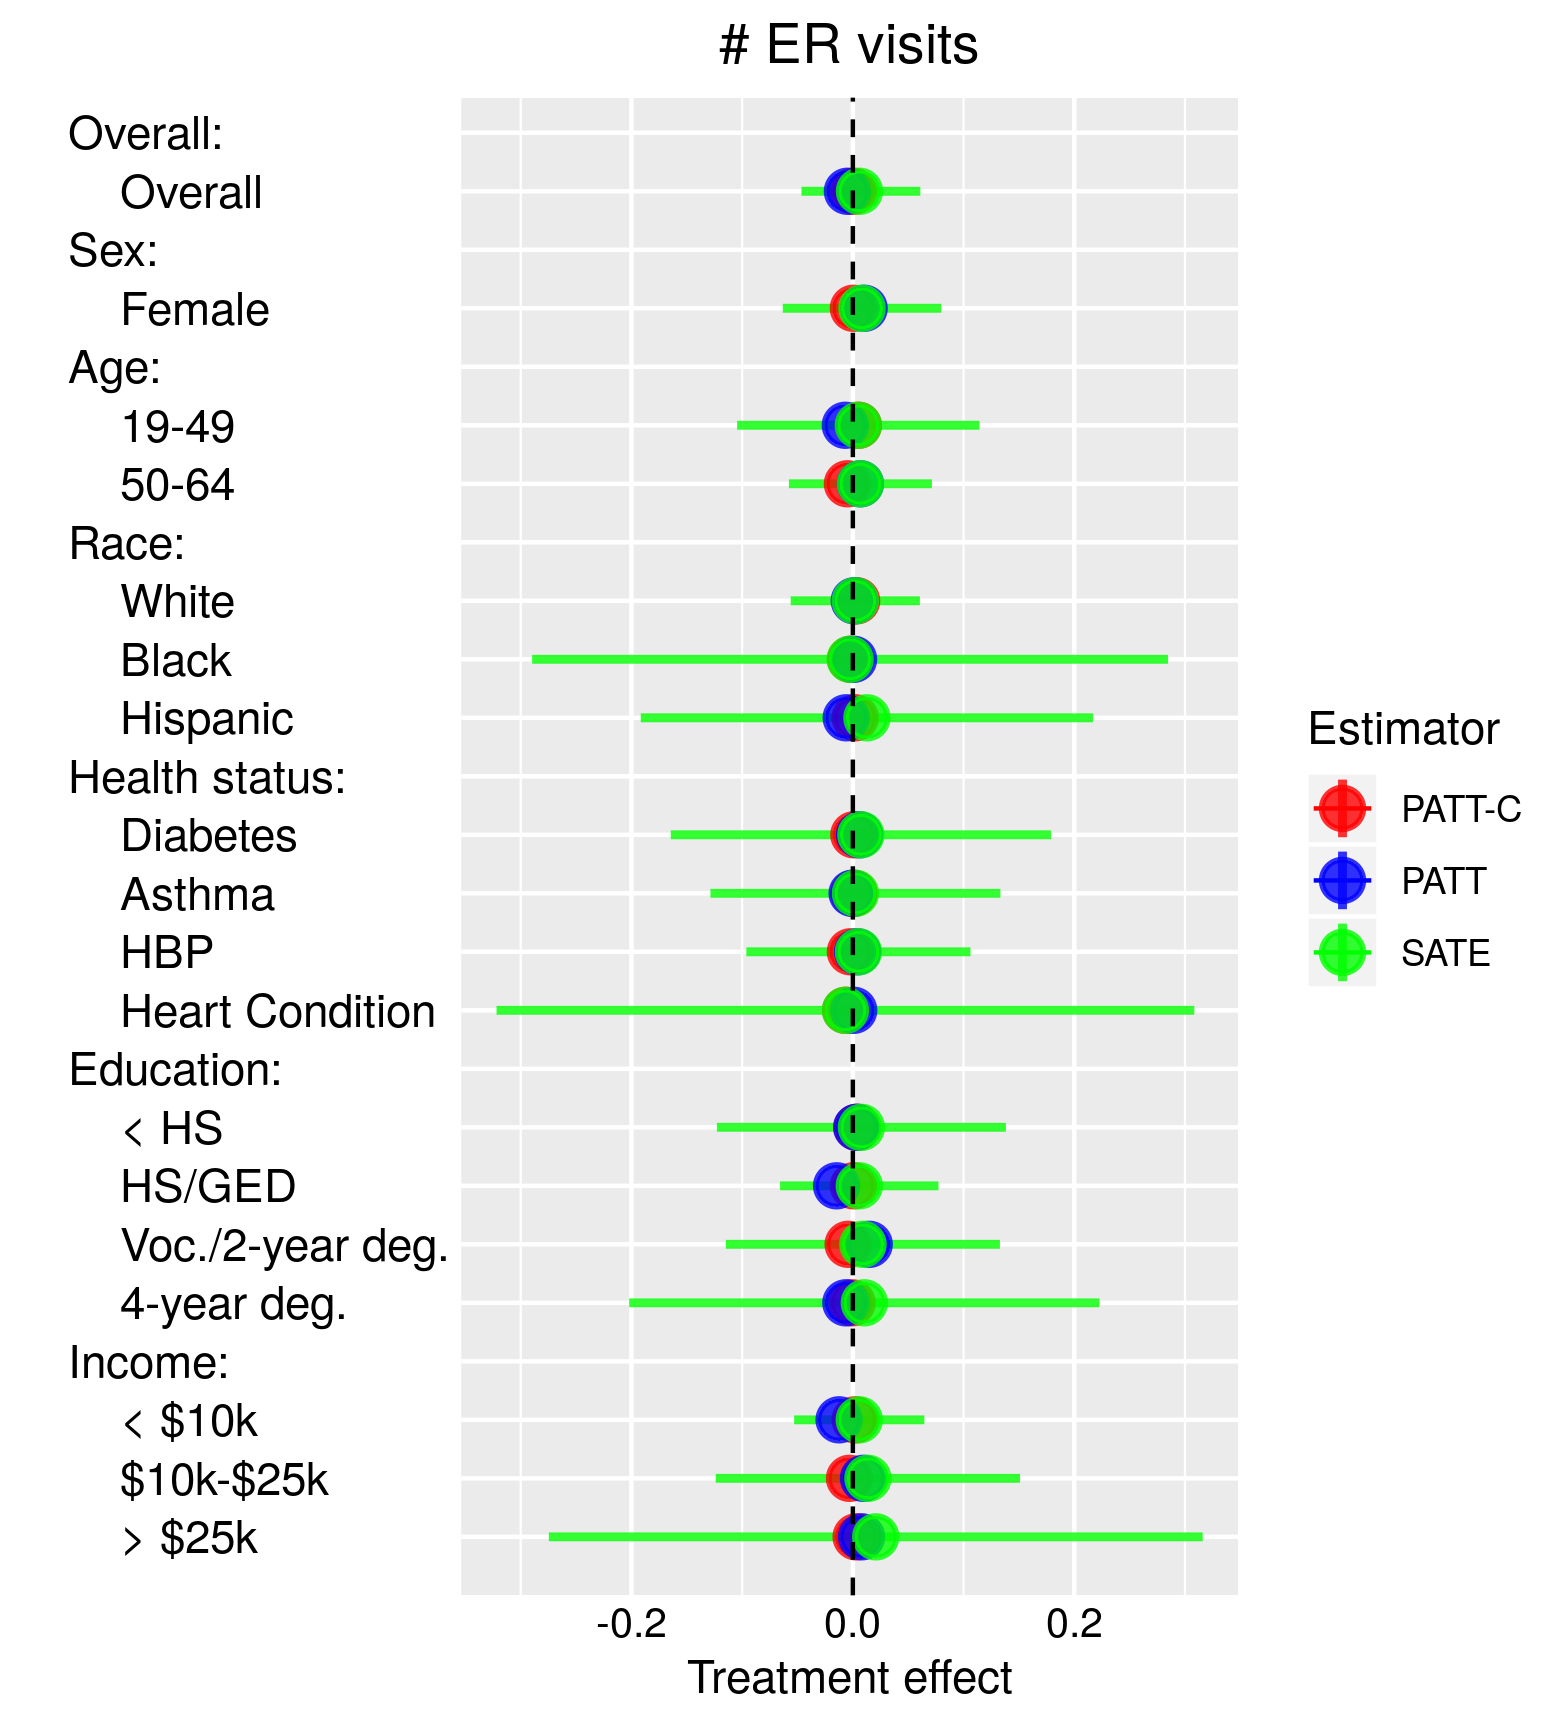 # ER visits
Overall:
Overall
Sex:
Female
Age:
19-49
50-64
Race:
White
Black
Hispanic
Health status:
Diabetes
Asthma
HBP
Heart Condition
Education:
< HS
HS/GED
Voc./2-year deg.
4-year deg.
Income:
< $10k
$10k-$25k
> $25k
-0.2 0.0 0.2
Treatment effect
Estimator
PATT-C
PATT
SATE